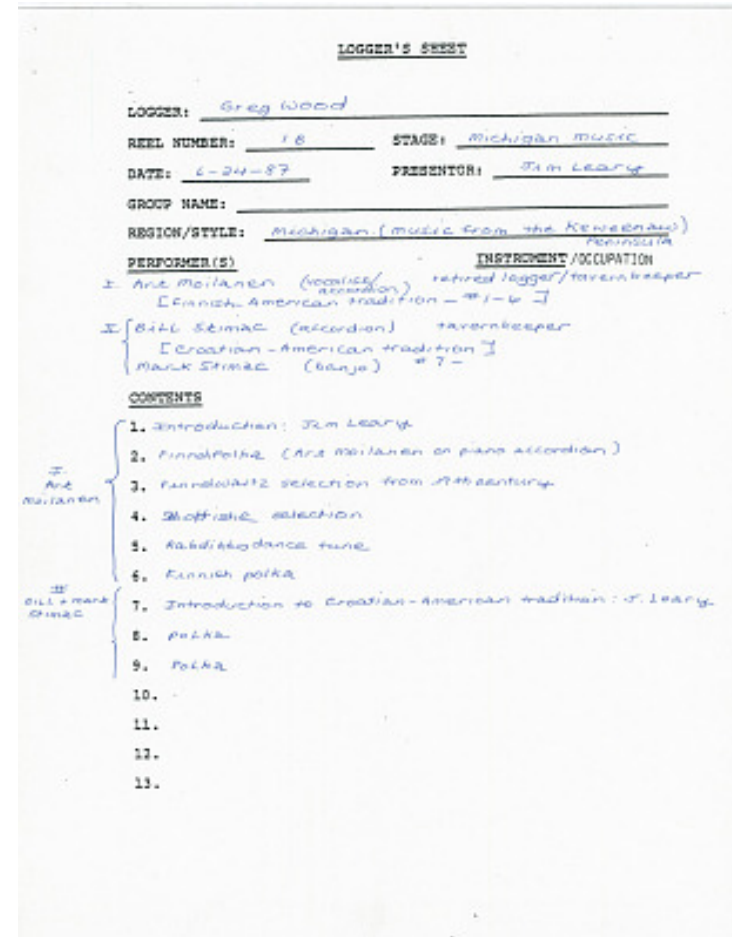 LOGGER'S SHEET
LOGGER: Greg Wood
REEL NUMBER: 18 STAGE: Michigan Music
DATE: 6-24-87 PRESENTOR: Jim Leary
GROUP NAME:
REGION/STYLE: Michigan (music from the Keweenaw) Peninsula
PERFORMER(S) INSTRUMENT/OCCUPATION
I Art Moilanen (vocalist/accordion) retired logger/tavernkeeper
[Finnish-American tradition - #1-6]
II Bill Stimac (accordion) tavernkeeper
[Croatian-American tradition]
Mark Stimac (banjo) #7-
CONTENTS
1. Introduction: Jim Leary
2. Polka (Art Moilanen on piano accordion)
3. selection from 19th century
I. Art Moilanen
4. selection
5. dance tune
6. Finnish polka
II Bill + Mark Stimac
7. Introduction to Croatian-American tradition: J. Leary
8. Polka
9. Polka
10.
11.
12.
13.